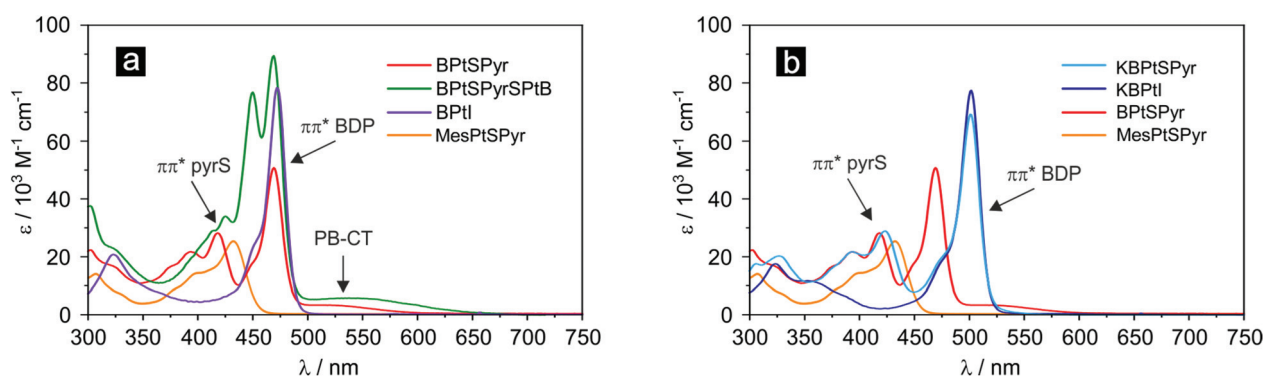 a
100
80
60
40
20
0
ε / 10³ M⁻¹ cm⁻¹
BPtSPyr
BPtSPyrSPtB
BPtI
MesPtSPyr
ππ* BDP
ππ* pyrS
PB-CT
300 350 400 450 500 550 600 650 700 750
λ / nm
b
100
80
60
40
20
0
ε / 10³ M⁻¹ cm⁻¹
KBPtSPyr
KBPtI
BPtSPyr
MesPtSPyr
ππ* pyrS
ππ* BDP
300 350 400 450 500 550 600 650 700 750
λ / nm